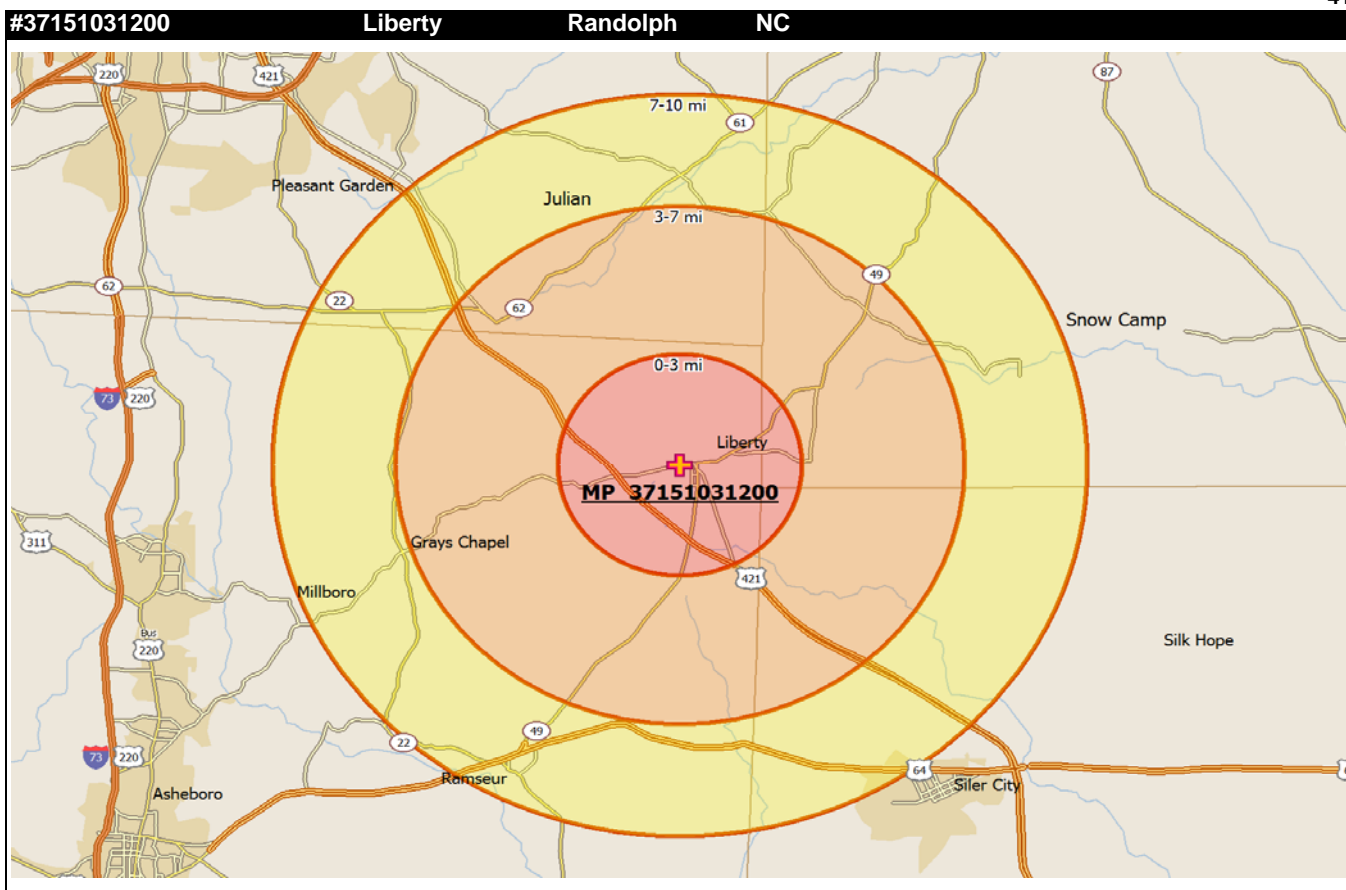 #37151031200 Liberty Randolph NC
220
421
7-10 mi
87
61
Pleasant Garden
Julian
3-7 mi
49
62
22
62
Snow Camp
0-3 mi
73
220
Liberty
MP 37151031200
311
Grays Chapel
421
Millboro
Bus
220
Silk Hope
49
22
73
220
64
Ramseur
Siler City
Asheboro